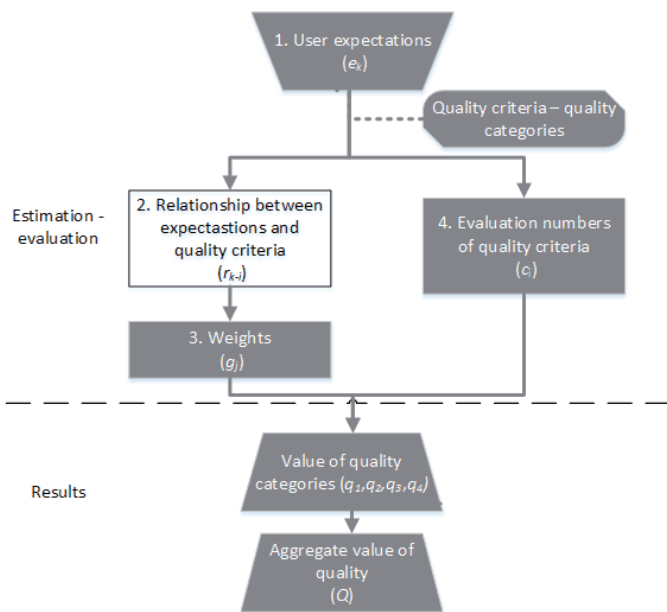 1. User expectations
(eₖ)
Quality criteria – quality
categories
Estimation -
evaluation
2. Relationship between
expectastions and
quality criteria
(rₖ₋ᵢ)
4. Evaluation numbers
of quality criteria
(cᵢ)
3. Weights
(gⱼ)
Results
Value of quality
categories (q₁,q₂,q₃,q₄)
Aggregate value of
quality
(Q)